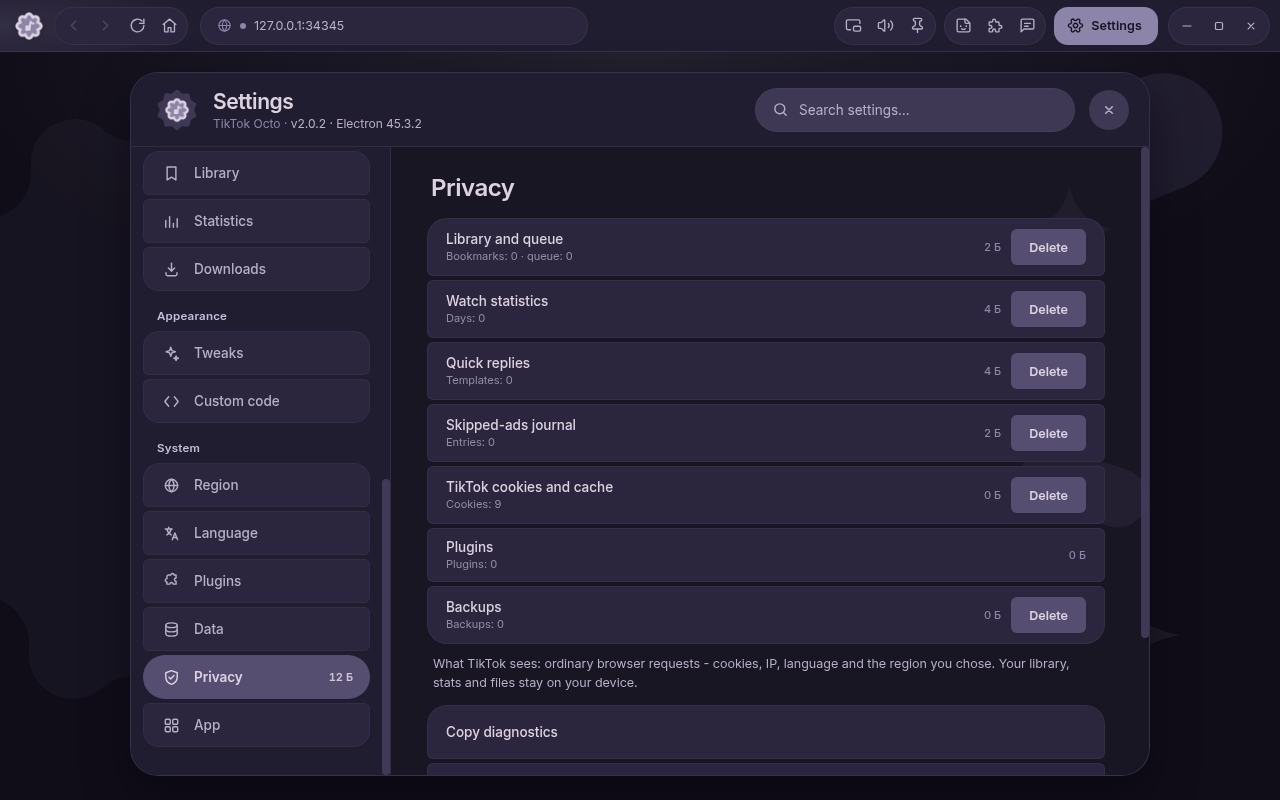 127.0.0.1:34345
Settings
Settings
TikTok Octo · v2.0.2 · Electron 45.3.2
Search settings...
Library
Statistics
Downloads
Appearance
Tweaks
Custom code
System
Region
Language
Plugins
Data
Privacy
12 Б
App
Privacy
Library and queue
Bookmarks: 0 · queue: 0
2 Б
Delete
Watch statistics
Days: 0
4 Б
Delete
Quick replies
Templates: 0
4 Б
Delete
Skipped-ads journal
Entries: 0
2 Б
Delete
TikTok cookies and cache
Cookies: 9
0 Б
Delete
Plugins
Plugins: 0
0 Б
Backups
Backups: 0
0 Б
Delete
What TikTok sees: ordinary browser requests - cookies, IP, language and the region you chose. Your library,
stats and files stay on your device.
Copy diagnostics